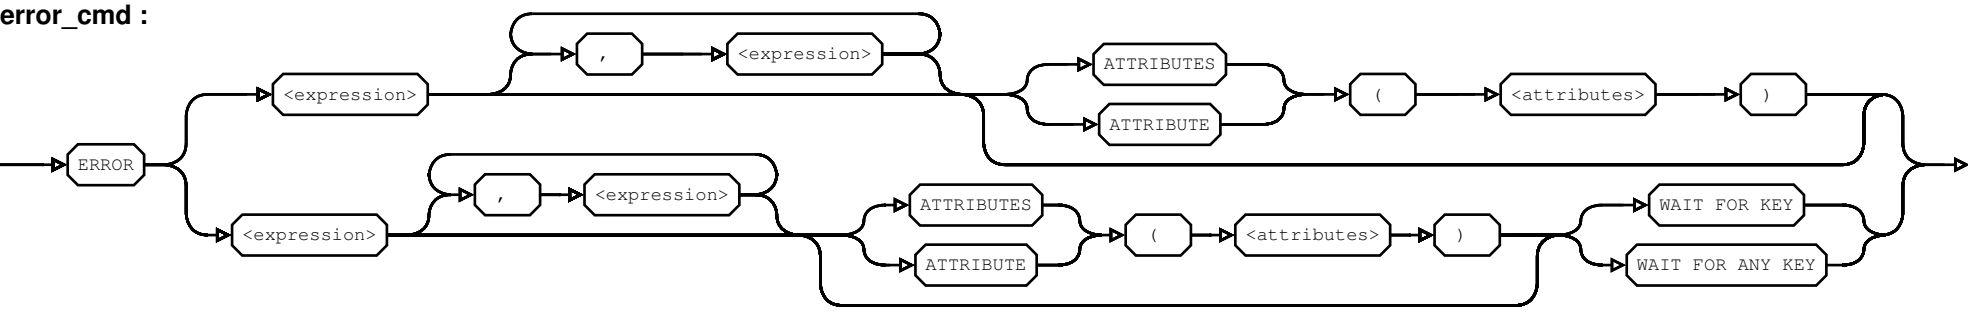 error_cmd :
, <expression>
ATTRIBUTES
<expression> ( <attributes> )
ATTRIBUTE
ERROR
, <expression>
ATTRIBUTES WAIT FOR KEY
<expression> ( <attributes> )
ATTRIBUTE WAIT FOR ANY KEY